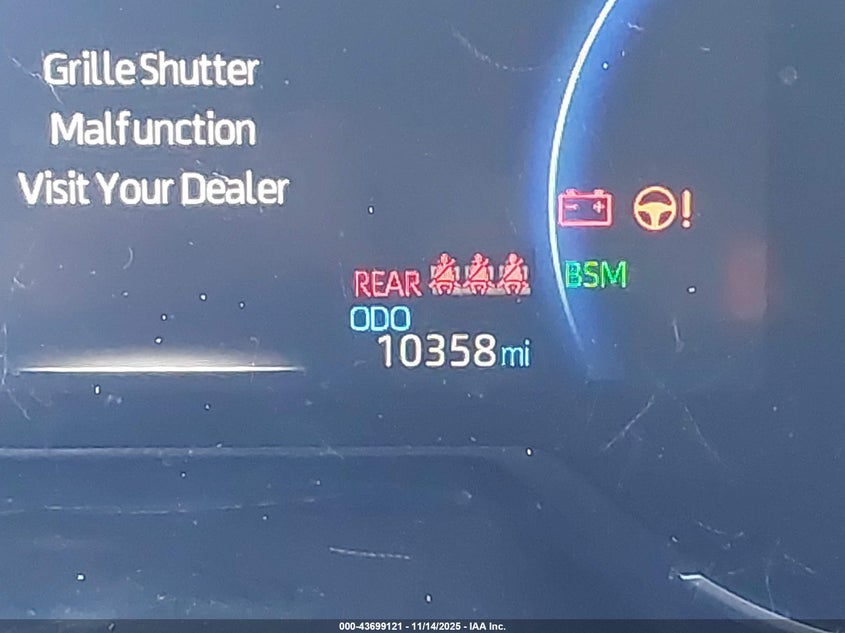 Grille Shutter
Malfunction
Visit Your Dealer
REAR
BSM
ODO
10358 mi
000-43699121 - 11/14/2025 - IAA Inc.